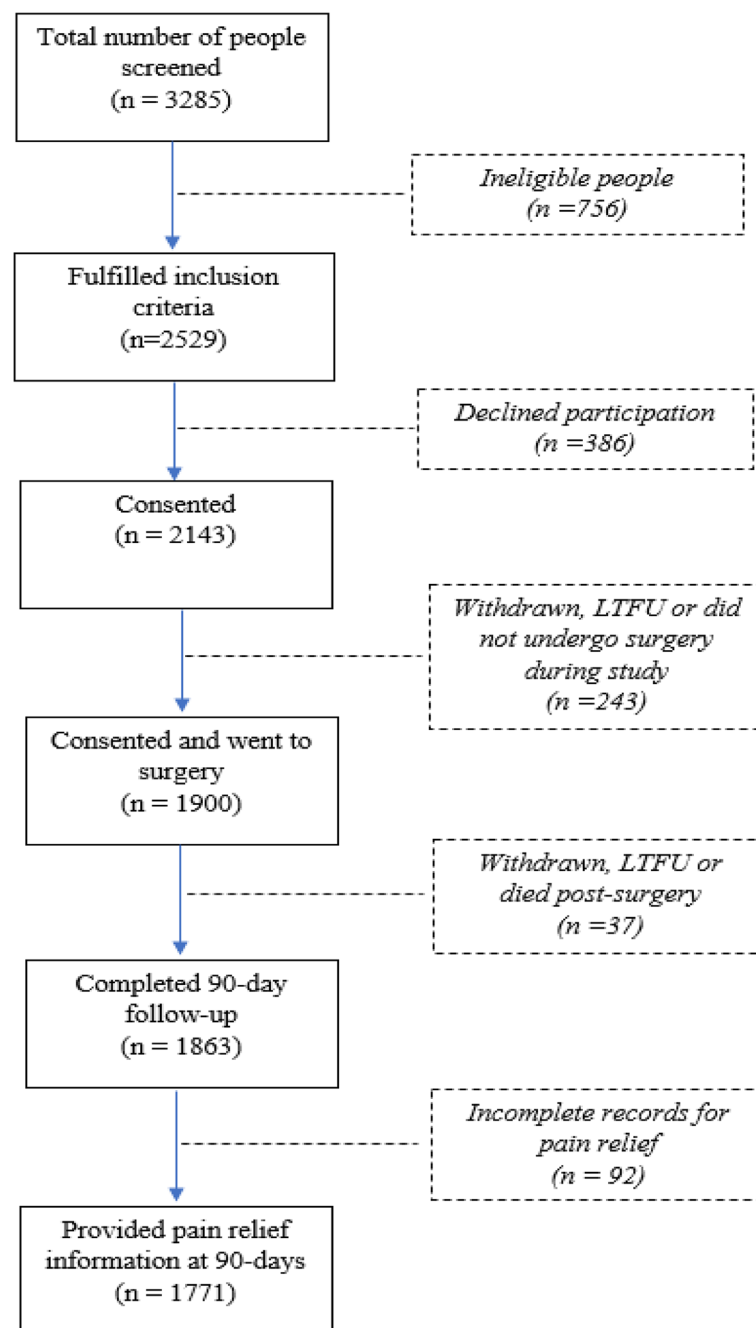 Total number of people
screened
(n = 3285)
Ineligible people
(n =756)
Fulfilled inclusion
criteria
(n=2529)
Declined participation
(n =386)
Consented
(n = 2143)
Withdrawn, LTFU or did
not undergo surgery
during study
(n =243)
Consented and went to
surgery
(n = 1900)
Withdrawn, LTFU or
died post-surgery
(n =37)
Completed 90-day
follow-up
(n = 1863)
Incomplete records for
pain relief
(n = 92)
Provided pain relief
information at 90-days
(n = 1771)